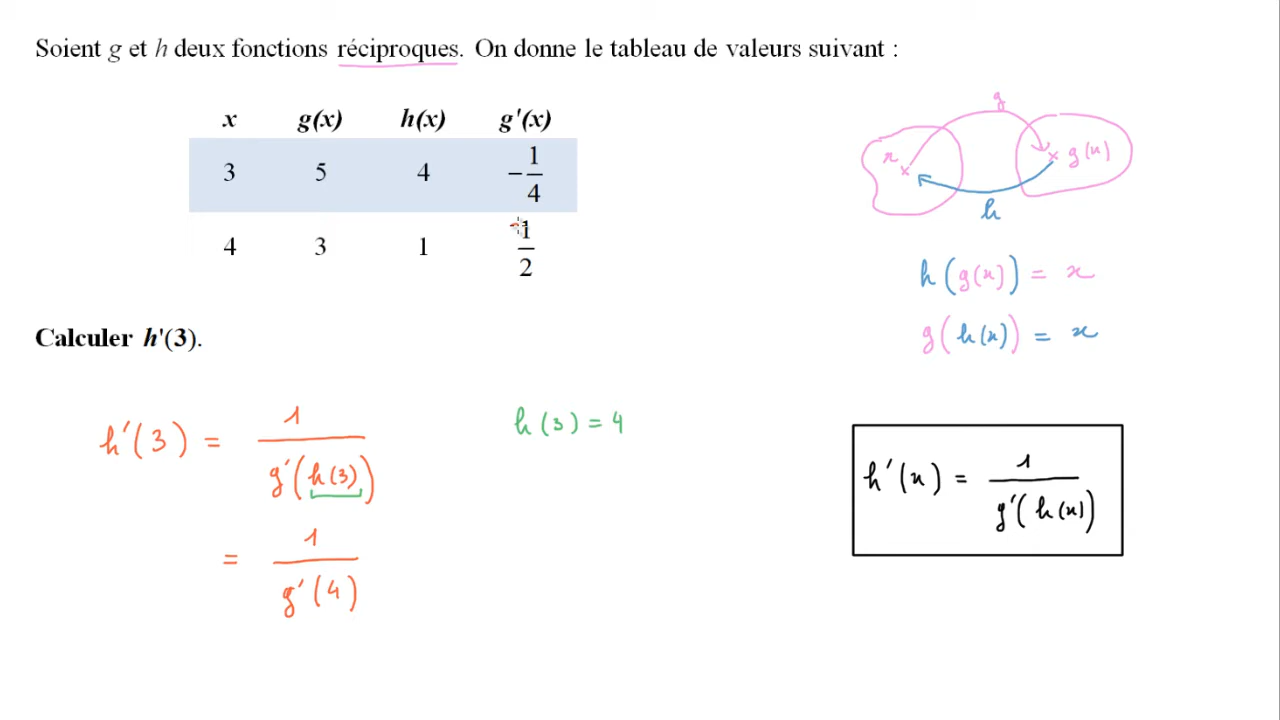 Soient g et h deux fonctions réciproques. On donne le tableau de valeurs suivant :
x g(x) h(x) g'(x)
3 5 4 -1/4
4 3 1 1/2
g
x g(x)
h
h(g(x)) = x
g(h(x)) = x
Calculer h'(3).
h'(3) = 1/g'(h(3))
h(3) = 4
= 1/g'(4)
h'(x) = 1/g'(h(x))